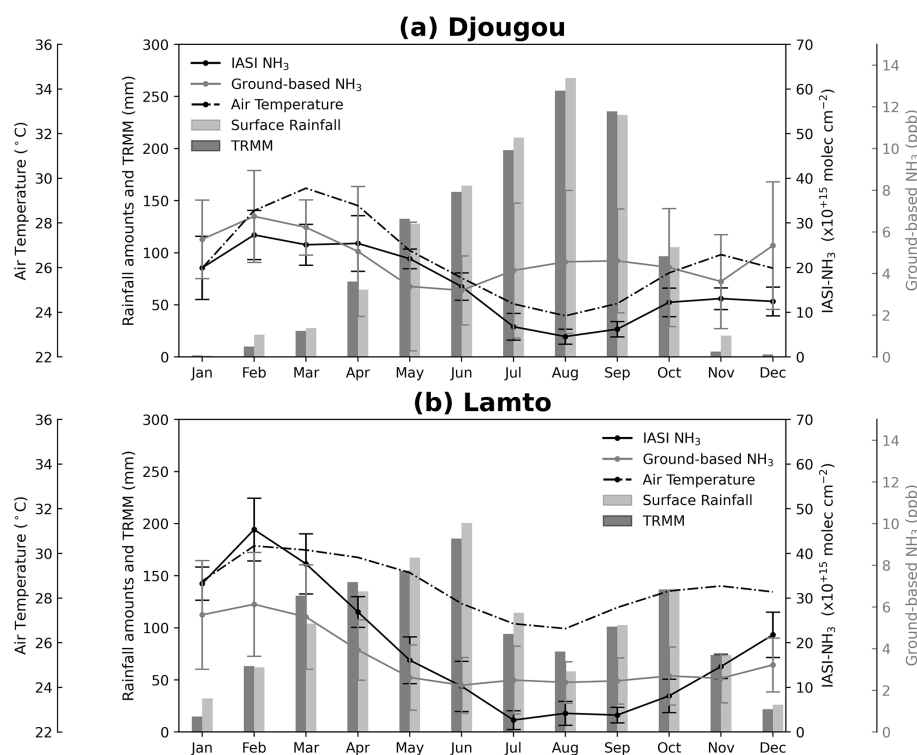 (a) Djougou
Air Temperature (°C)
36
34
32
30
28
26
24
22
Rainfall amounts and TRMM (mm)
300
250
200
150
100
50
0
IASI NH3
Ground-based NH3
Air Temperature
Surface Rainfall
TRMM
Jan Feb Mar Apr May Jun Jul Aug Sep Oct Nov Dec
70
60
50
40
30
20
10
0
IASI-NH3 (x10+15 molec cm−2)
14
12
10
8
6
4
2
0
Ground-based NH3 (ppb)
(b) Lamto
Air Temperature (°C)
36
34
32
30
28
26
24
22
Rainfall amounts and TRMM (mm)
300
250
200
150
100
50
0
IASI NH3
Ground-based NH3
Air Temperature
Surface Rainfall
TRMM
Jan Feb Mar Apr May Jun Jul Aug Sep Oct Nov Dec
70
60
50
40
30
20
10
0
IASI-NH3 (x10+15 molec cm−2)
14
12
10
8
6
4
2
0
Ground-based NH3 (ppb)